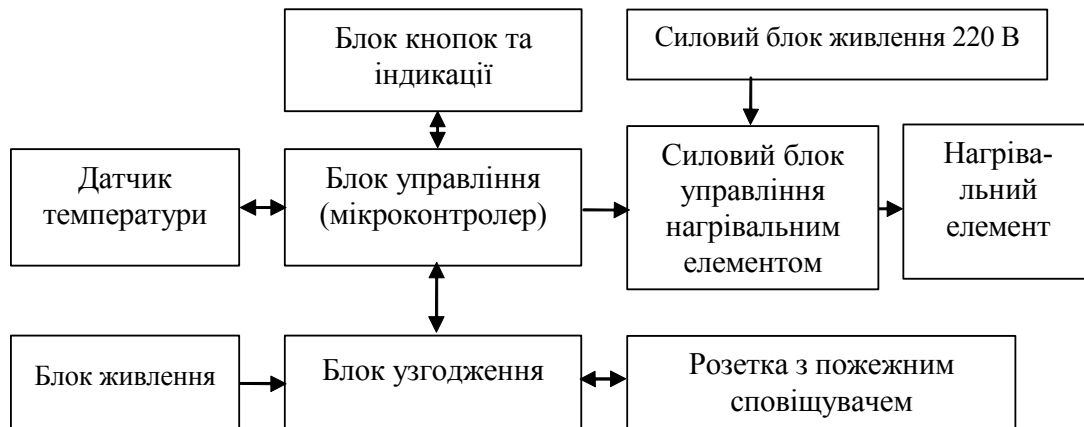 Блок кнопок та
індикації
Силовий блок живлення 220 В
Датчик
температури
Блок управління
(мікроконтролер)
Силовий блок
управління
нагрівальним
елементом
Нагріва-
льний
елемент
Блок живлення
Блок узгодження
Розетка з пожежним
сповіщувачем